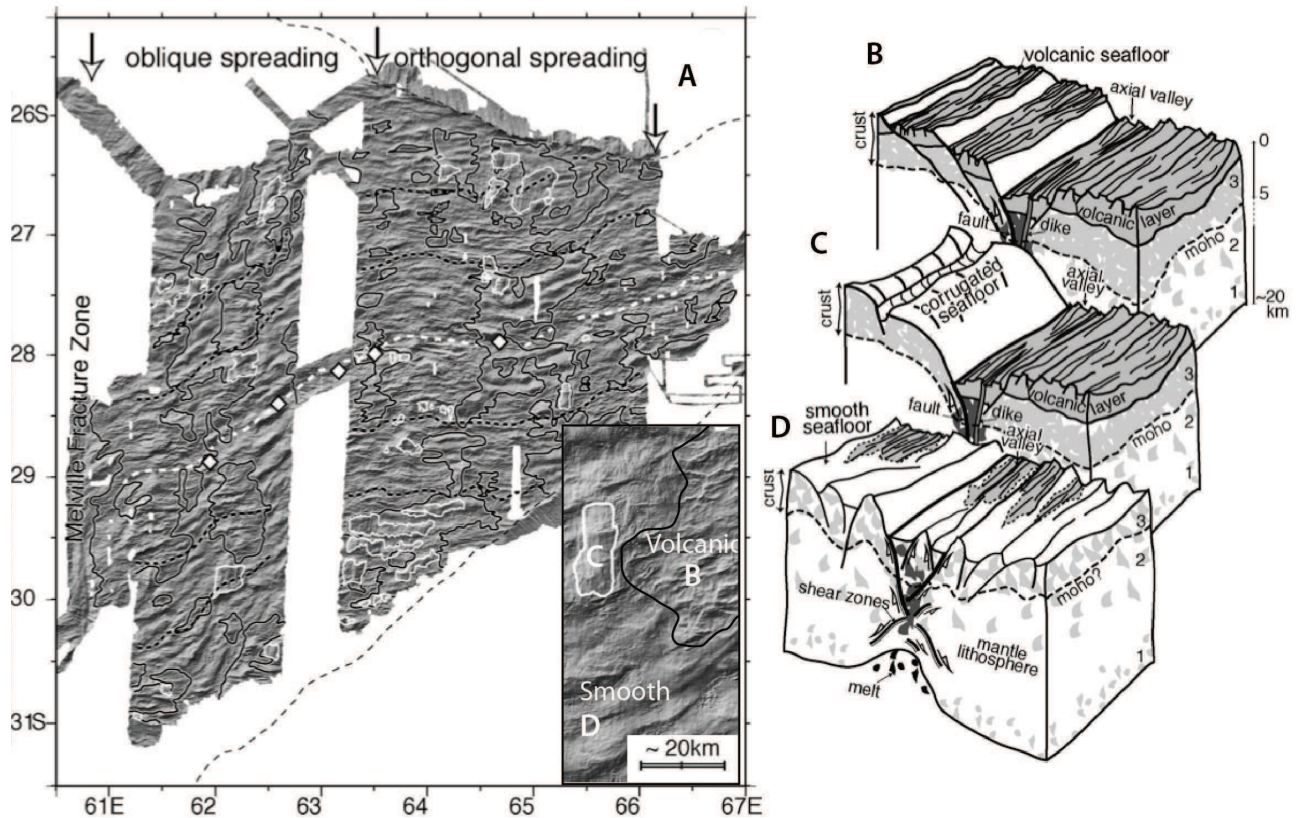 oblique spreading
orthogonal spreading
A
26S
27
28
29
30
31S
Melville Fracture Zone
61E
62
63
64
65
66
67E
C
Volcanic
B
Smooth
D
~ 20km
B
volcanic seafloor
axial valley
crust
0
5
~20
km
3
2
1
fault
dike
volcanic layer
moho
C
corrugated
seafloor
axial
valley
crust
3
2
1
fault
dike
volcanic layer
moho
D
smooth
seafloor
axial
valley
crust
3
2
1
moho?
shear zones
mantle
lithosphere
melt